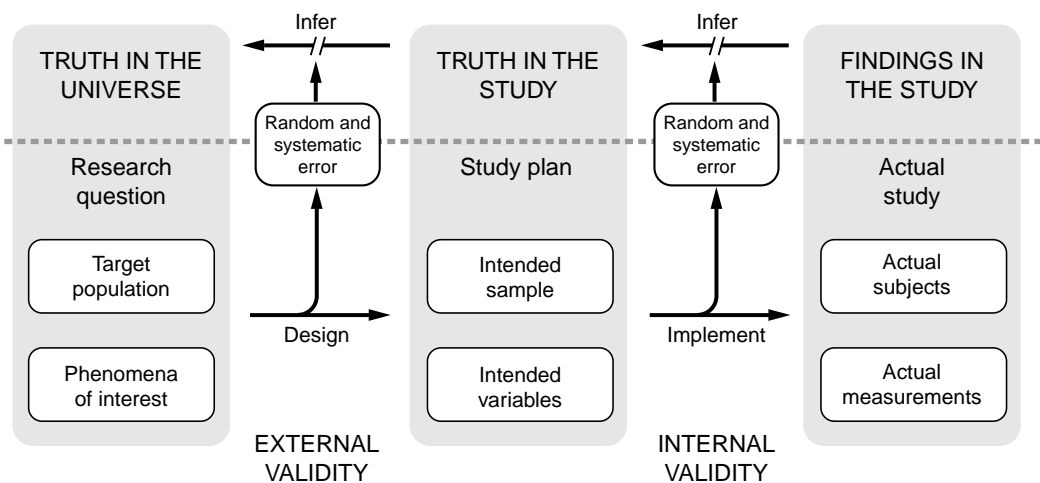 Infer
Infer
TRUTH IN THE
UNIVERSE
TRUTH IN THE
STUDY
FINDINGS IN
THE STUDY
Random and
systematic
error
Random and
systematic
error
Research
question
Study plan
Actual
study
Target
population
Intended
sample
Actual
subjects
Design
Implement
Phenomena
of interest
Intended
variables
Actual
measurements
EXTERNAL
VALIDITY
INTERNAL
VALIDITY